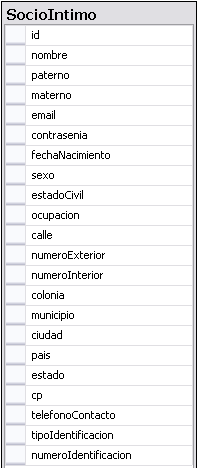 SocioIntimo
id
nombre
paterno
materno
email
contrasenia
fechaNacimiento
sexo
estadoCivil
ocupacion
calle
numeroExterior
numeroInterior
colonia
municipio
ciudad
pais
estado
cp
telefonoContacto
tipoIdentificacion
numeroIdentificacion